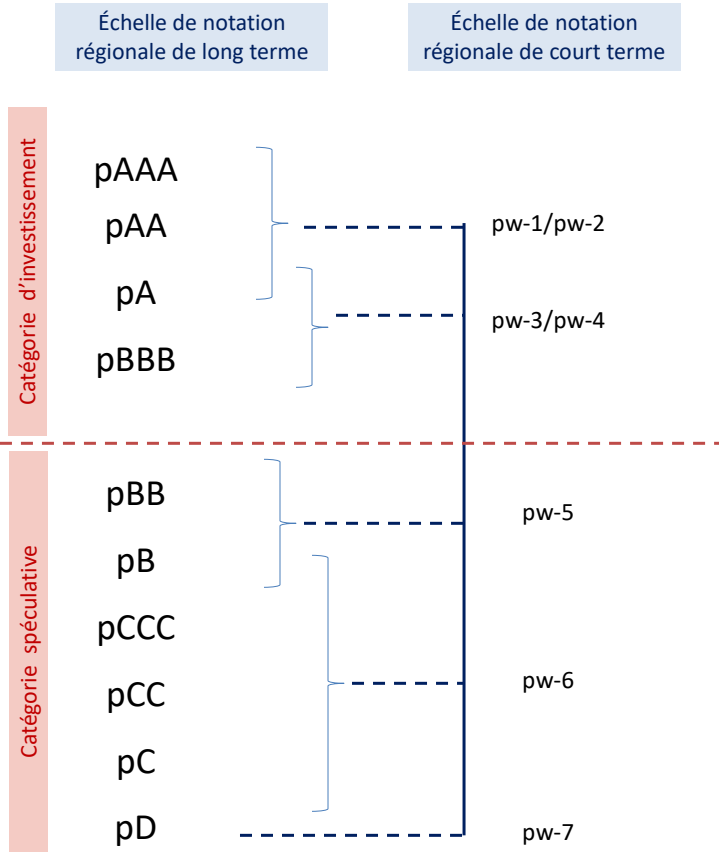 Échelle de notation
régionale de long terme
Échelle de notation
régionale de court terme
Catégorie d'investissement
pAAA
pAA
pw-1/pw-2
pA
pw-3/pw-4
pBBB
Catégorie spéculative
pBB
pw-5
pB
pCCC
pCC
pw-6
pC
pD
pw-7